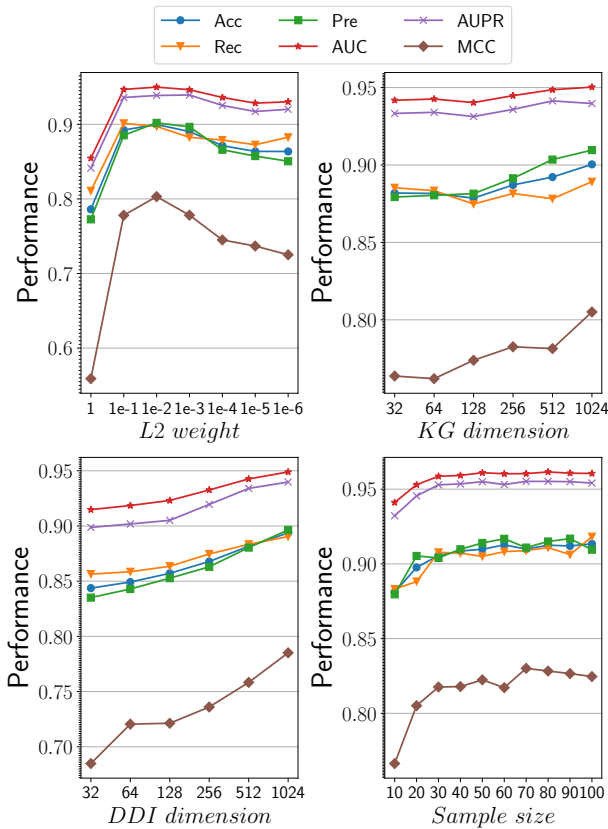 Acc Pre AUPR
Rec AUC MCC
Performance
0.9
0.8
0.7
0.6
1 1e-1 1e-2 1e-3 1e-4 1e-5 1e-6
L2 weight
Performance
0.95
0.90
0.85
0.80
32 64 128 256 512 1024
KG dimension
Performance
0.95
0.90
0.85
0.80
0.75
0.70
32 64 128 256 512 1024
DDI dimension
Performance
0.95
0.90
0.85
0.80
10 20 30 40 50 60 70 80 90 100
Sample size